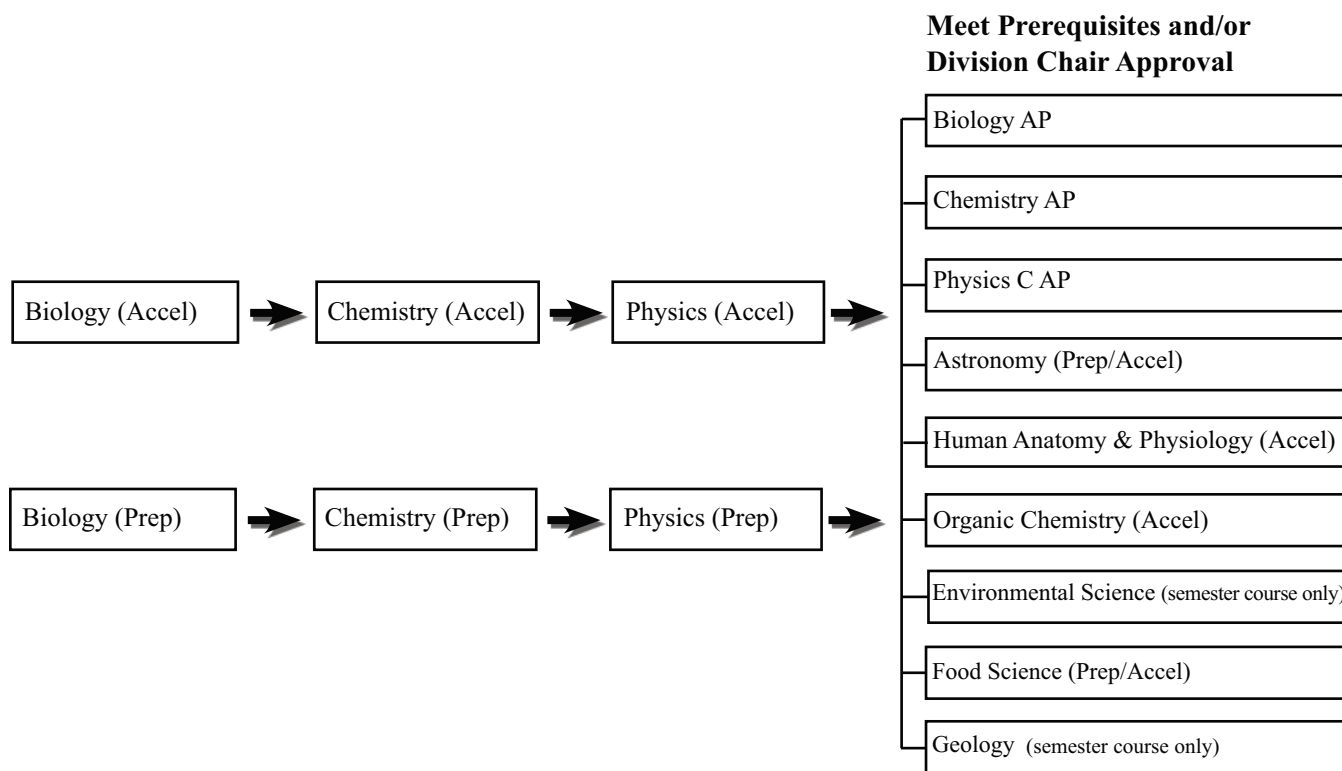 Meet Prerequisites and/or
Division Chair Approval
Biology AP
Chemistry AP
Physics C AP
Biology (Accel)
Chemistry (Accel)
Physics (Accel)
Astronomy (Prep/Accel)
Human Anatomy & Physiology (Accel)
Biology (Prep)
Chemistry (Prep)
Physics (Prep)
Organic Chemistry (Accel)
Environmental Science (semester course only)
Food Science (Prep/Accel)
Geology (semester course only)